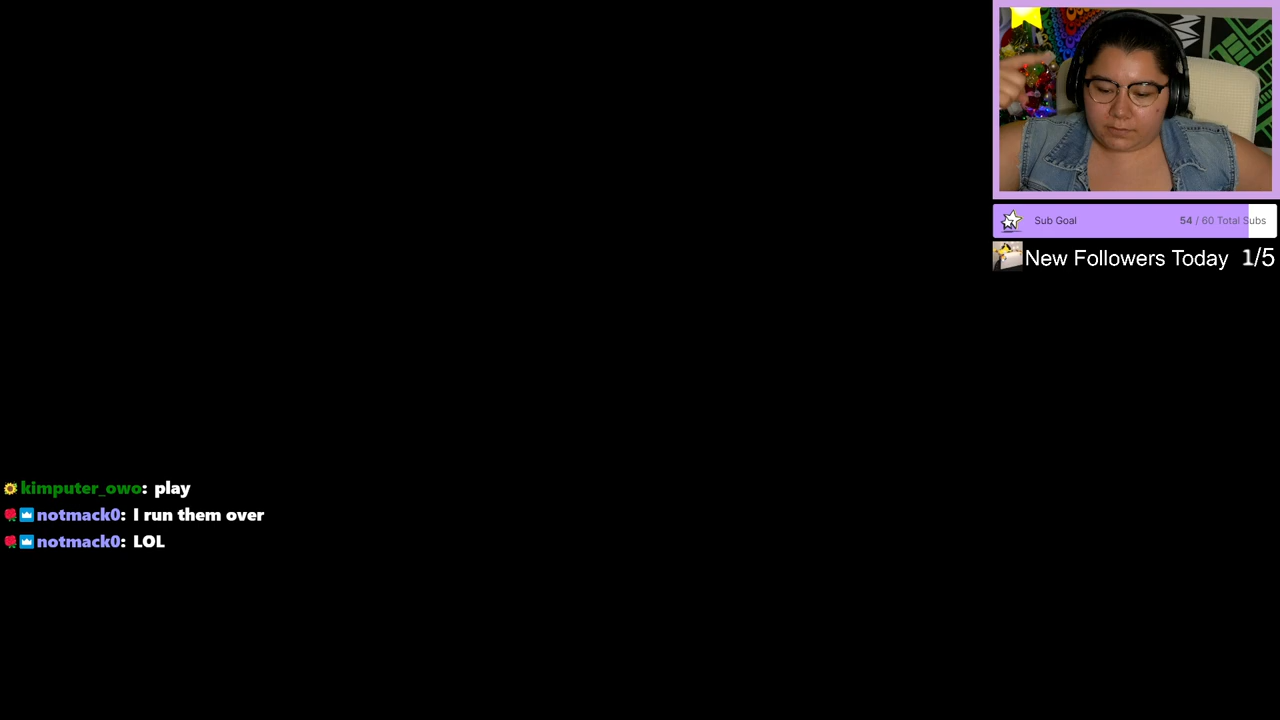 Sub Goal 54 / 60 Total Subs
New Followers Today 1/5
kimputer_owo: play
notmack0: I run them over
notmack0: LOL